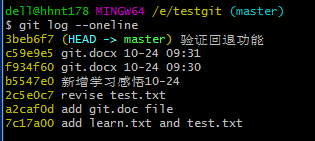 dell@hhnt178 MINGW64 /e/testgit (master)
$ git log --oneline
3beb6f7 (HEAD -> master) 验证回退功能
c59e9e5 git.docx 10-24 09:31
f934f60 git.docx 10-24 09:30
b5547e0 新增学习感悟10-24
2c5e0c7 revise test.txt
a2caf0d add git.doc file
7c17a00 add learn.txt and test.txt